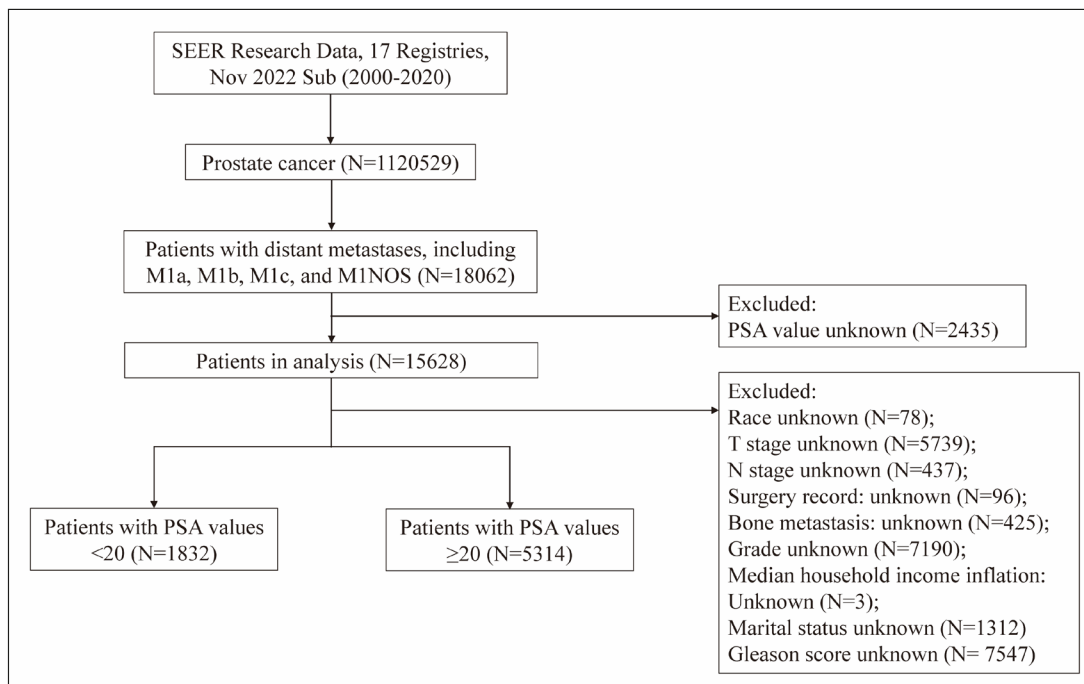 SEER Research Data, 17 Registries,
Nov 2022 Sub (2000-2020)
Prostate cancer (N=1120529)
Patients with distant metastases, including
M1a, M1b, M1c, and M1NOS (N=18062)
Excluded:
PSA value unknown (N=2435)
Patients in analysis (N=15628)
Excluded:
Race unknown (N=78);
T stage unknown (N=5739);
N stage unknown (N=437);
Surgery record: unknown (N=96);
Bone metastasis: unknown (N=425);
Grade unknown (N=7190);
Median household income inflation:
Unknown (N=3);
Marital status unknown (N=1312)
Gleason score unknown (N= 7547)
Patients with PSA values
<20 (N=1832)
Patients with PSA values
≥20 (N=5314)